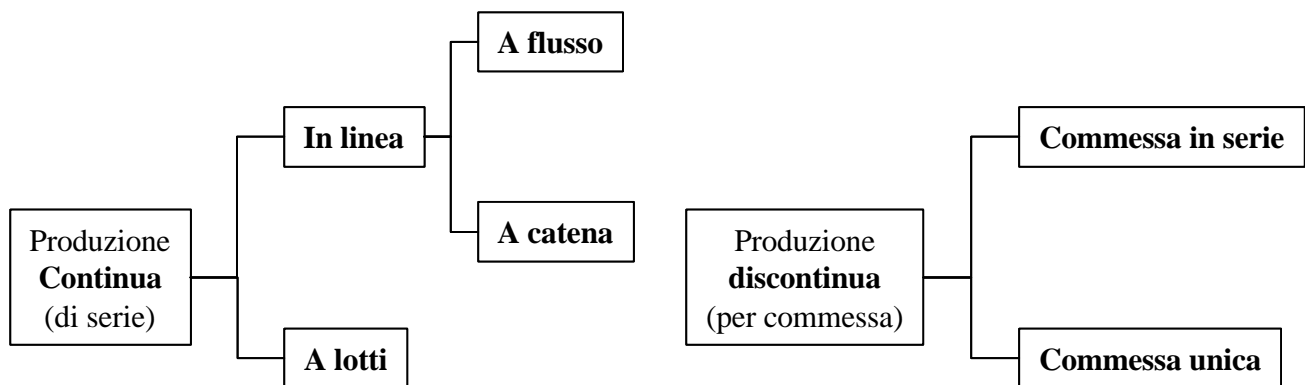 A flusso
In linea
A catena
Produzione
Continua
(di serie)
A lotti
Commessa in serie
Produzione
discontinua
(per commessa)
Commessa unica